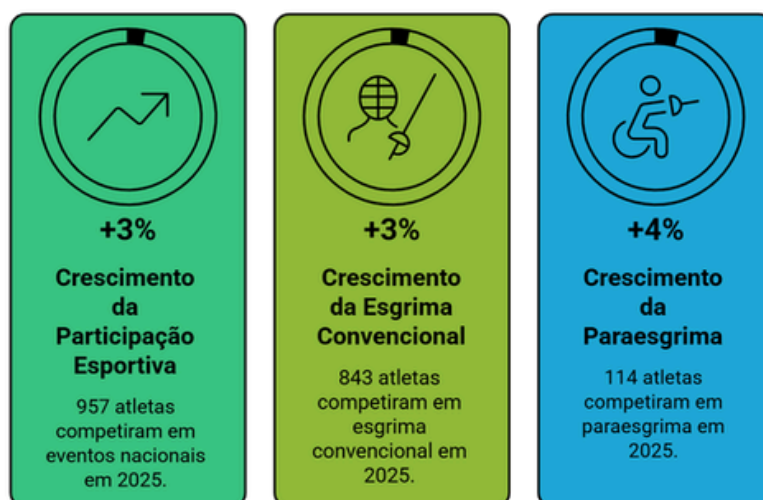 +3%
Crescimento
da
Participação
Esportiva
957 atletas
competiram em
eventos nacionais
em 2025.
+3%
Crescimento
da Esgrima
Convencional
843 atletas
competiram em
esgrima
convencional em
2025.
+4%
Crescimento
da
Paraesgrima
114 atletas
competiram em
paraesgrima em
2025.